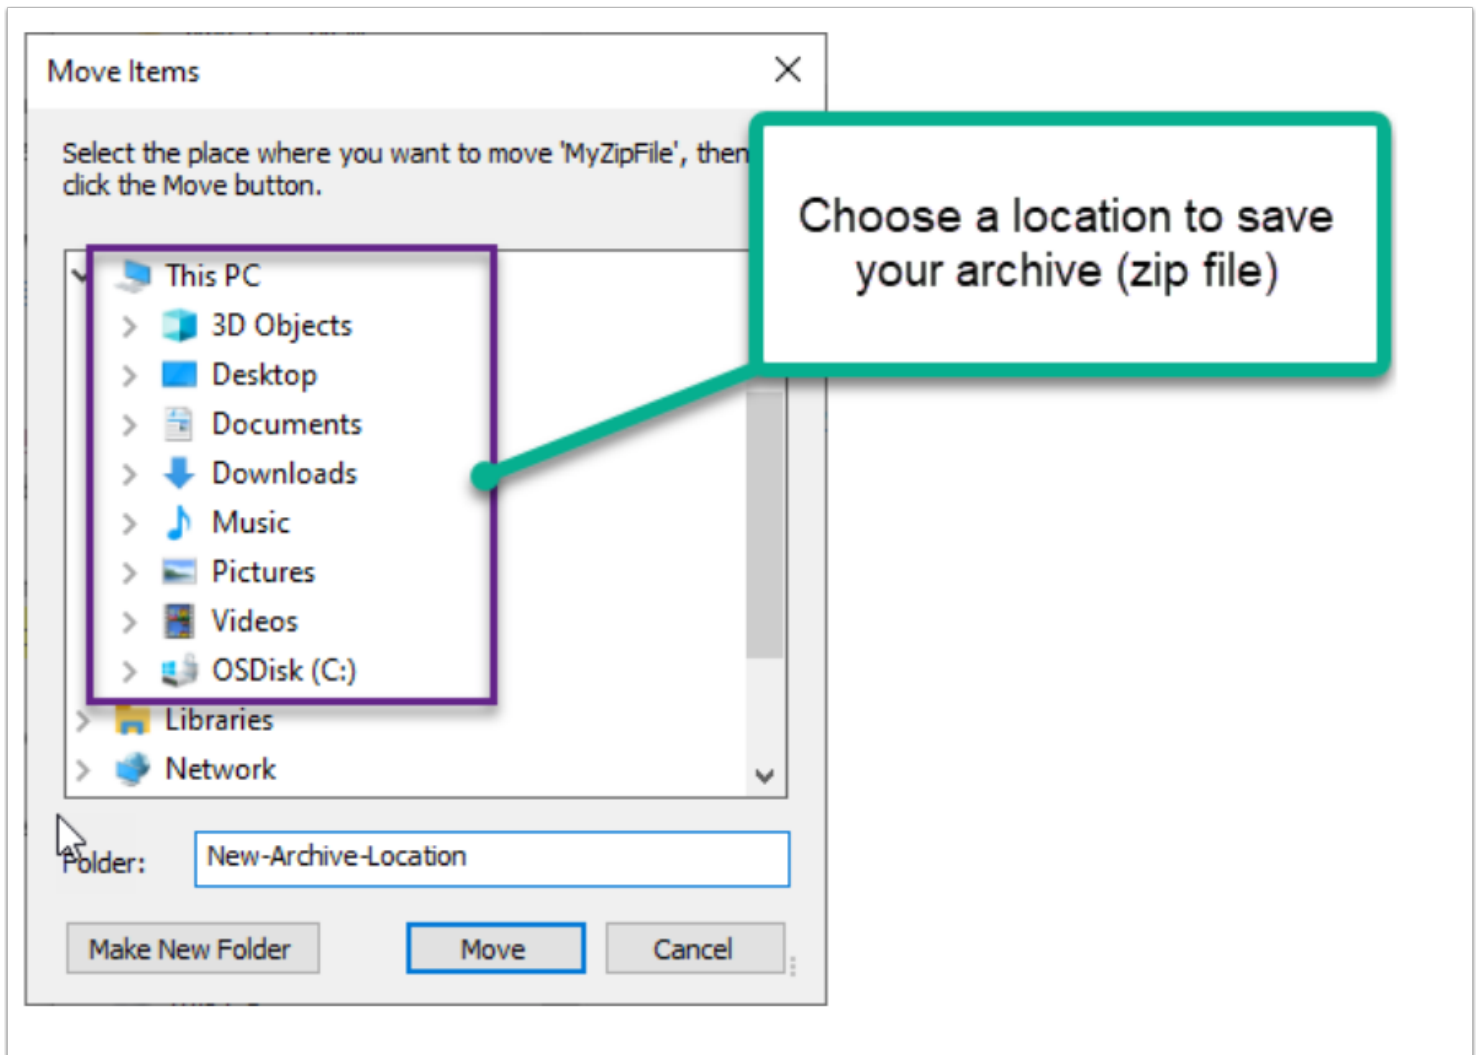 Move Items
Select the place where you want to move 'MyZipFile', then
click the Move button.
Choose a location to save
your archive (zip file)
This PC
3D Objects
Desktop
Documents
Downloads
Music
Pictures
Videos
OSDisk (C:)
Libraries
Network
Folder:
New-Archive-Location
Make New Folder
Move
Cancel